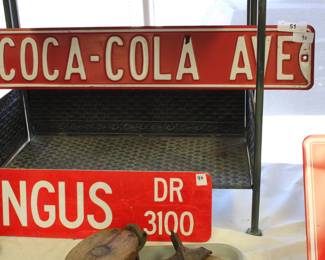 COCA-COLA AVE
NGUS DR
3100